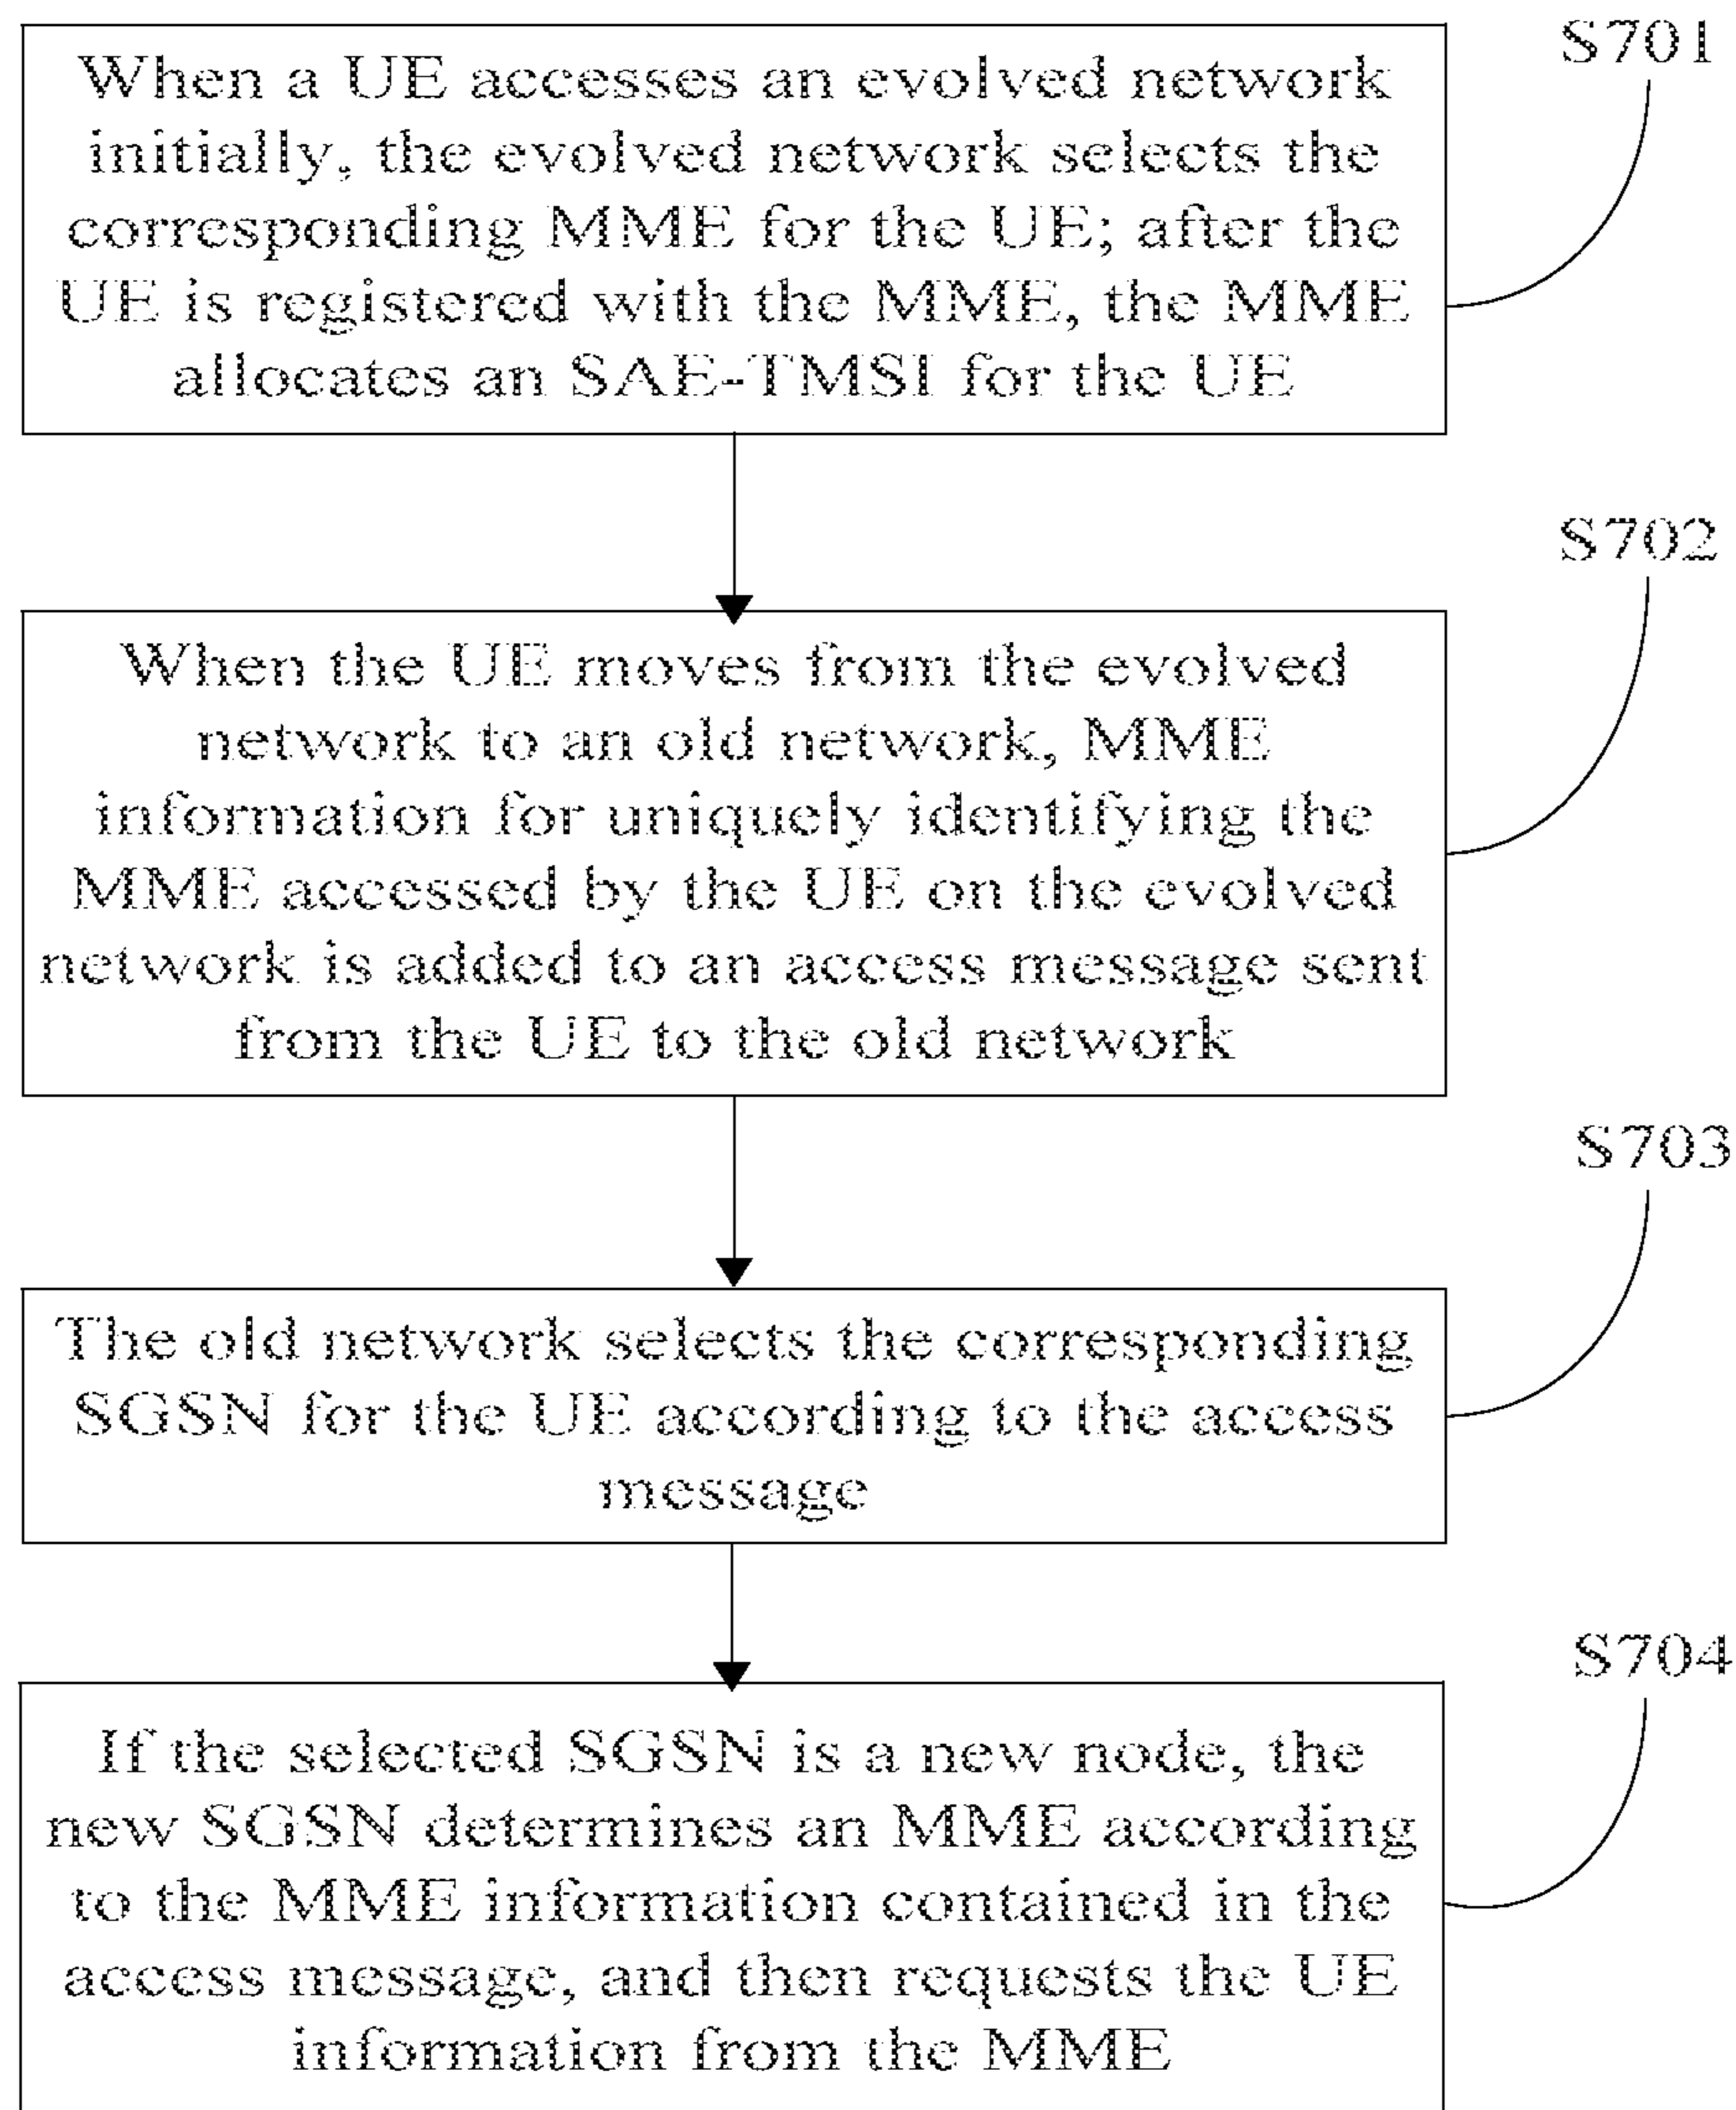 S701
When a UE accesses an evolved network
initially, the evolved network selects the
corresponding MME for the UE; after the
UE is registered with the MME, the MME
allocates an SAE-TMSI for the UE
S702
When the UE moves from the evolved
network to an old network, MME
information for uniquely identifying the
MME accessed by the UE on the evolved
network is added to an access message sent
from the UE to the old network
S703
The old network selects the corresponding
SGSN for the UE according to the access
message
S704
If the selected SGSN is a new node, the
new SGSN determines an MME according
to the MME information contained in the
access message, and then requests the UE
information from the MME